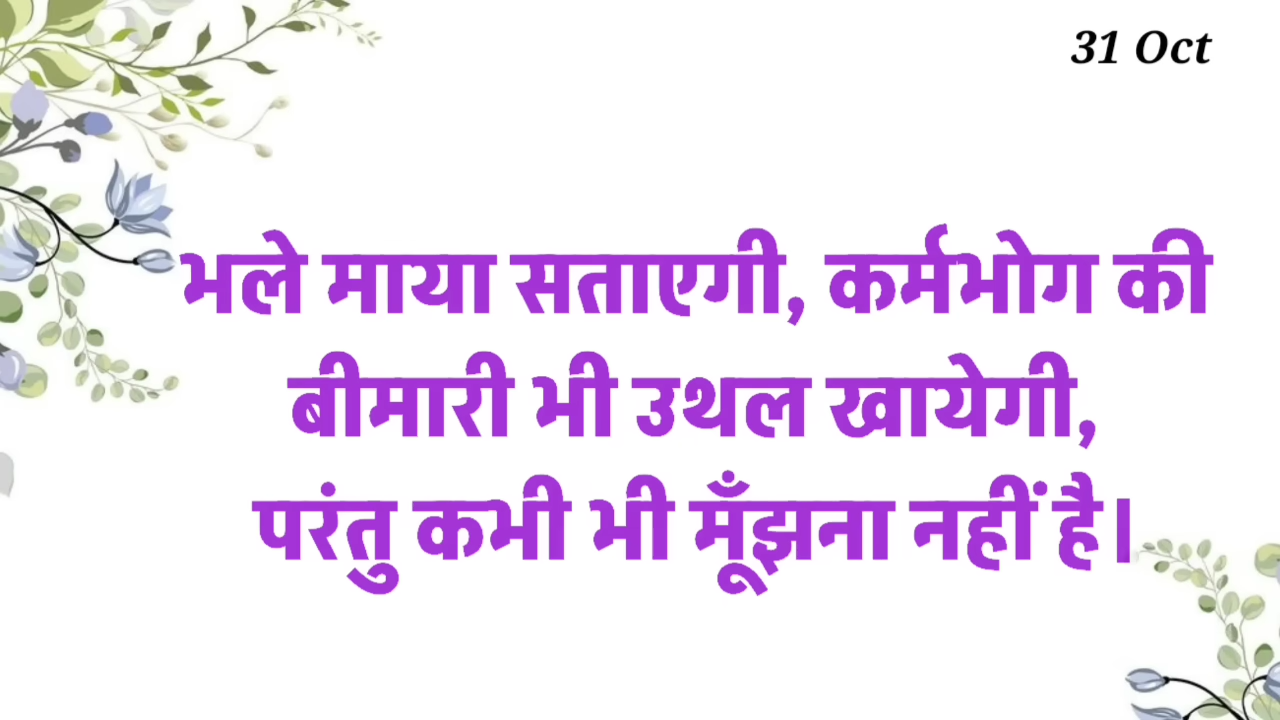 31 Oct
भले माया सताएगी, कर्मभोग की
बीमारी भी उथल खायेगी,
परंतु कभी भी मूँझना नहीं है।